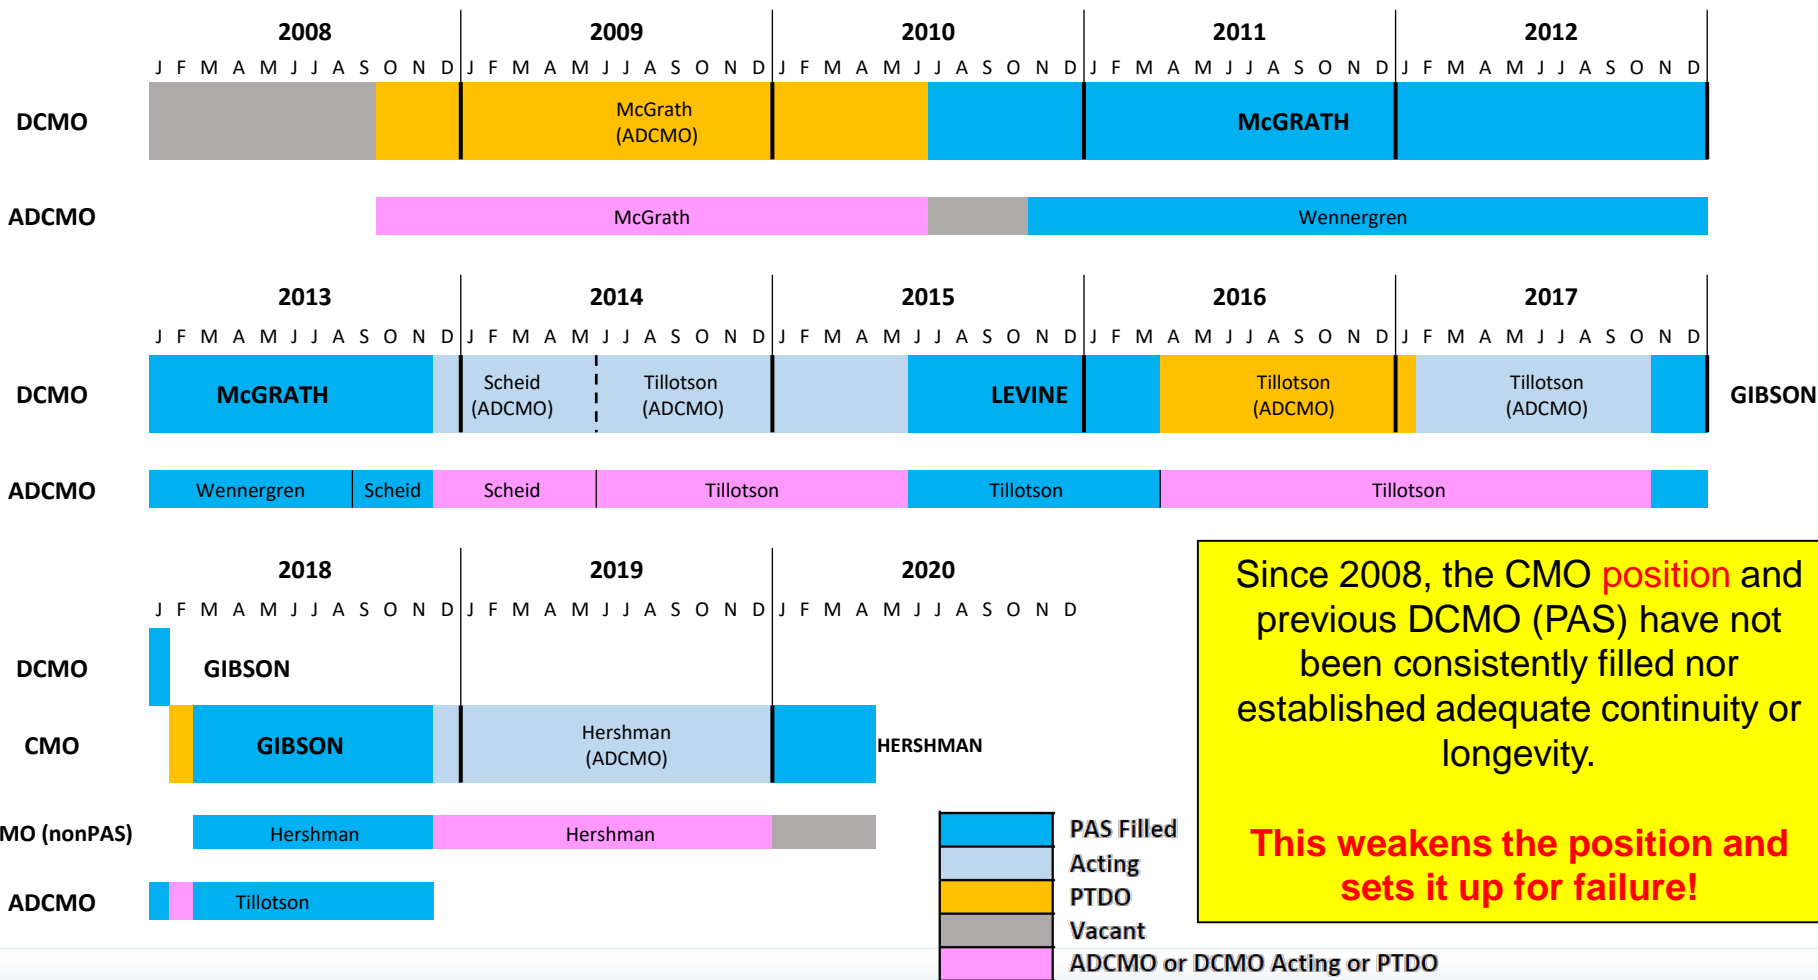 2008 2009 2010 2011 2012
J F M A M J J A S O N D J F M A M J J A S O N D J F M A M J J A S O N D J F M A M J J A S O N D J F M A M J J A S O N D
DCMO
McGrath
(ADCMO)
McGRATH
ADCMO McGrath Wennergren
2013 2014 2015 2016 2017
J F M A M J J A S O N D J F M A M J J A S O N D J F M A M J J A S O N D J F M A M J J A S O N D J F M A M J J A S O N D
DCMO McGRATH
Scheid
(ADCMO)
Tillotson
(ADCMO)
LEVINE
Tillotson
(ADCMO)
Tillotson
(ADCMO)
GIBSON
ADCMO Wennergren Scheid Scheid Tillotson Tillotson Tillotson
2018 2019 2020
J F M A M J J A S O N D J F M A M J J A S O N D J F M A M J J A S O N D
DCMO GIBSON
CMO GIBSON
Hershman
(ADCMO)
HERSHMAN
MO (nonPAS) Hershman Hershman
ADCMO Tillotson
PAS Filled
Acting
PTDO
Vacant
ADCMO or DCMO Acting or PTDO
Since 2008, the CMO position and
previous DCMO (PAS) have not
been consistently filled nor
established adequate continuity or
longevity.
This weakens the position and
sets it up for failure!